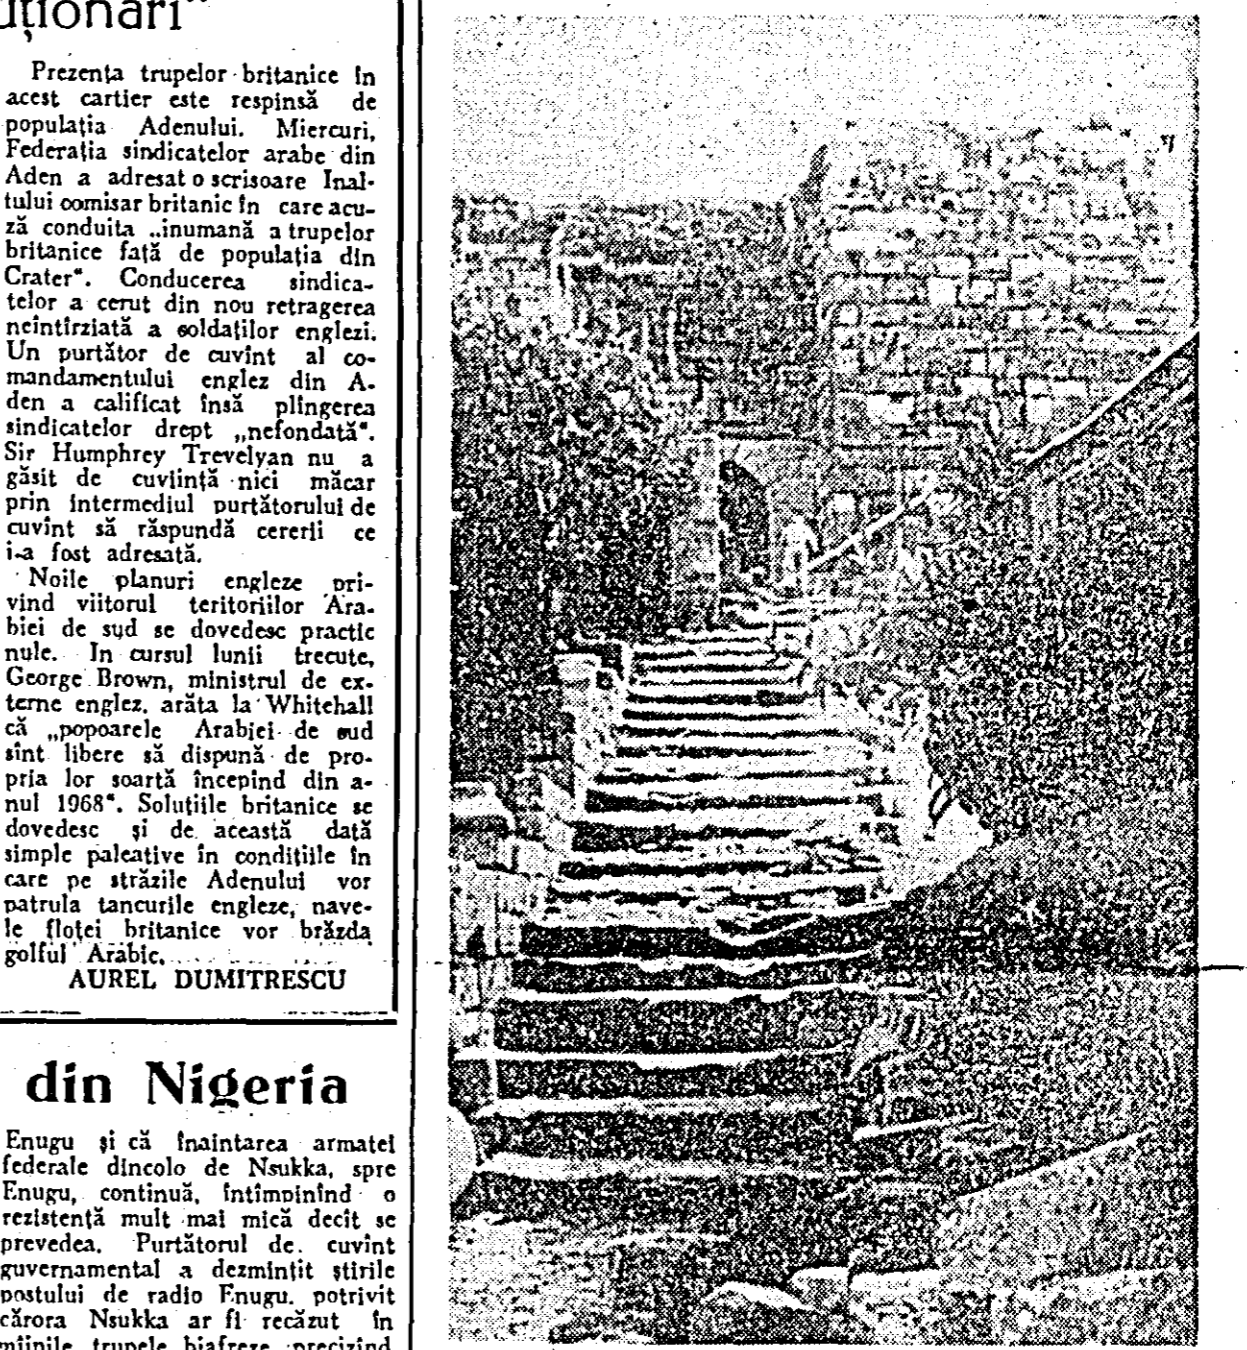 uționari"
Prezența trupelor britanice în
acest cartier este respinsă de
populația Adenului. Miercuri,
Federația sindicatelor arabe din
Aden a adresat o scrisoare Inal-
tului comisar britanic în care acu-
ză conduita „inumană a trupelor
britanice față de populația din
Crater". Conducerea sindica-
telor a cerut din nou retragerea
neîntîrziată a soldaților englezi.
Un purtător de cuvînt al co-
mandamentului englez din A-
den a calificat însă plîngerea
sindicatelor drept „nefondată".
Sir Humphrey Trevelyan nu a
găsit de cuviință nici măcar
prin intermediul purtătorului de
cuvînt să răspundă cererii ce
i-a fost adresată.
Noile planuri engleze pri-
vind viitorul teritoriilor Ara-
biei de sud se dovedesc practic
nule. In cursul lunii trecute,
George Brown, ministrul de ex-
terne englez, arăta la Whitehall
că „popoarele Arabiei de sud
sînt libere să dispună de pro-
pria lor soartă începînd din a-
nul 1968". Soluțiile britanice se
dovedesc și de această dată
simple paleative în condițiile în
care pe străzile Adenului vor
patrula tancurile engleze, nave-
le flotei britanice vor brăzda
golful Arabic.
AUREL DUMITRESCU
din Nigeria
Enugu și că înaintarea armatei
federale dincolo de Nsukka, spre
Enugu, continuă, întîmpinînd o
rezistență mult mai mică decît se
prevedea. Purtătorul de cuvînt
guvernamental a dezmințit știrile
postului de radio Enugu, potrivit
cărora Nsukka ar fi recăzut în
mîinile trupele biafreze precizînd